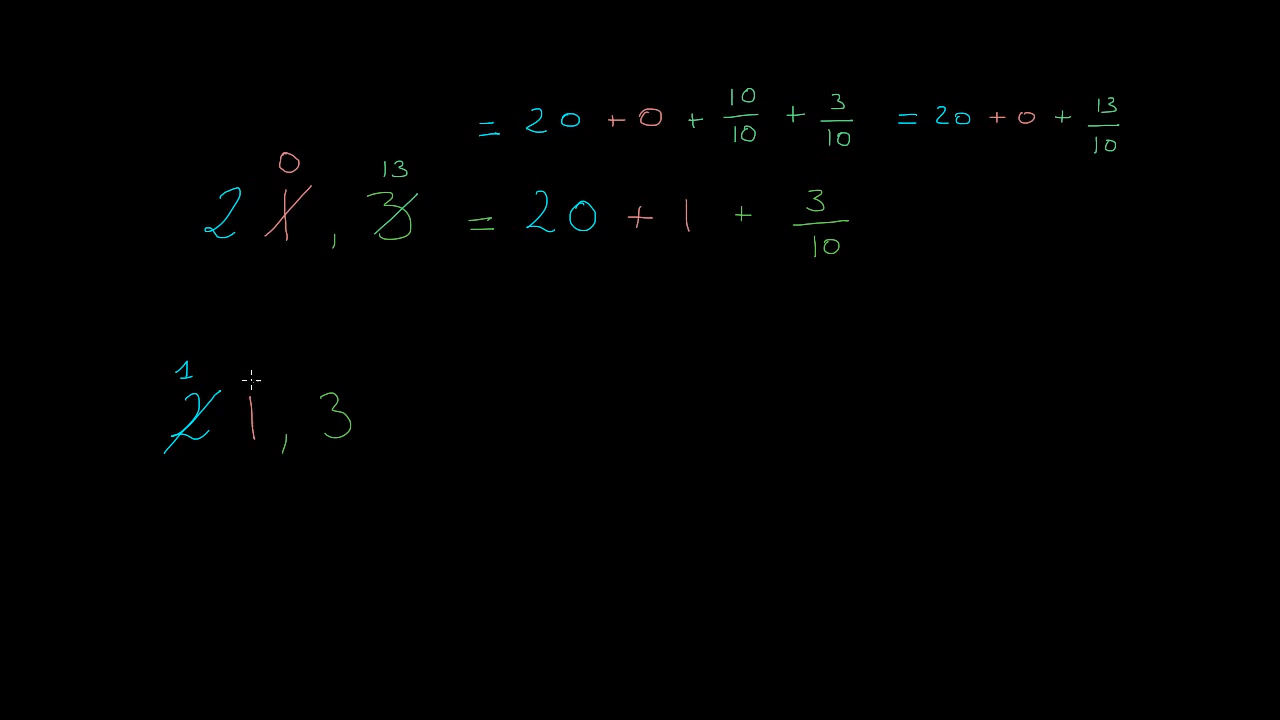 = 20 + 0 + 10/10 + 3/10 = 20 + 0 + 13/10
0 13
21,3 = 20 + 1 + 3/10
1
21,3